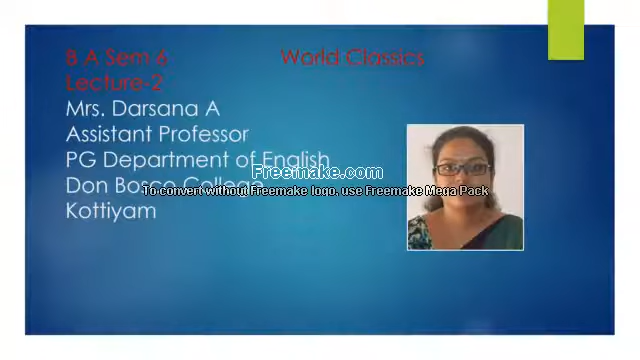 B A Sem 6 World Classics
Lecture-2
Mrs. Darsana A
Assistant Professor
PG Department of English
Freemake.com
Don Bosco College
To convert without Freemake logo, use Freemake Mega Pack
Kottiyam